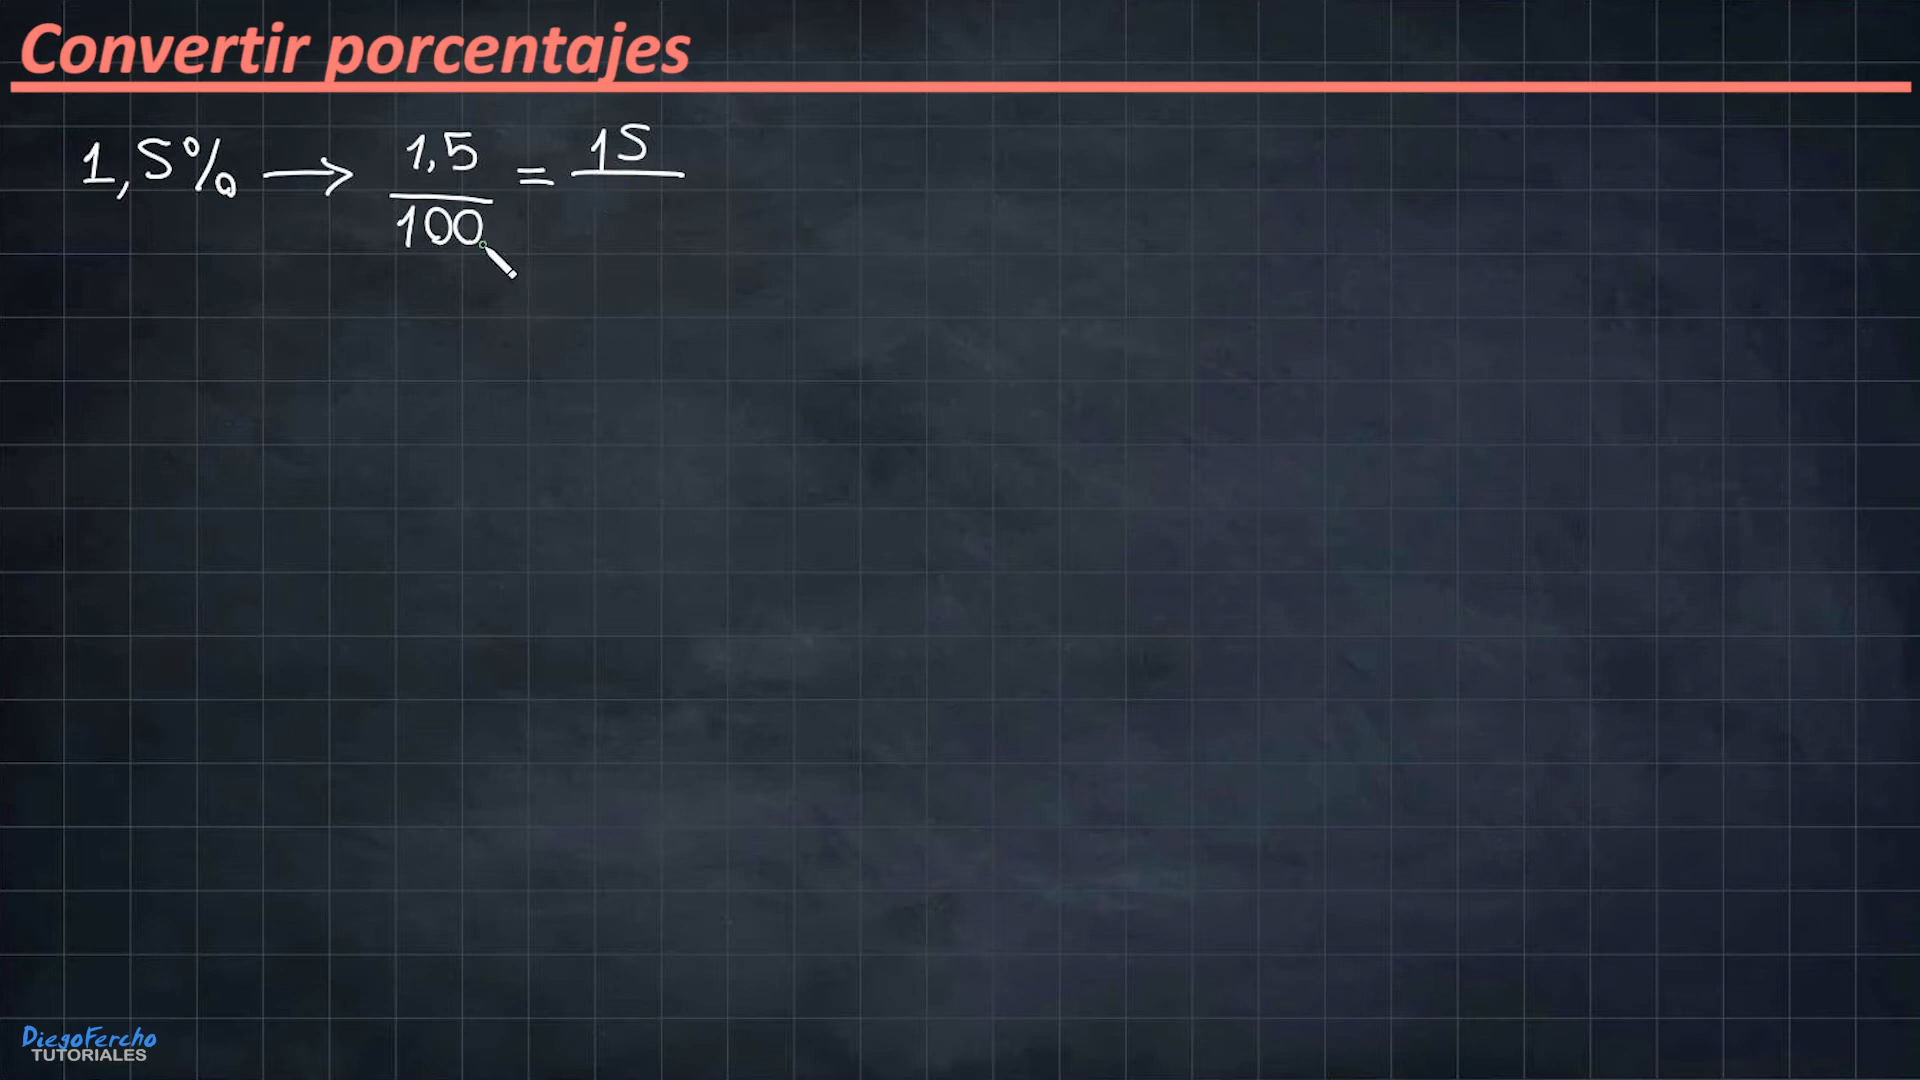 Convertir porcentajes
1,5% → 1,5/100 = 15/
DiegoFercho
TUTORIALES